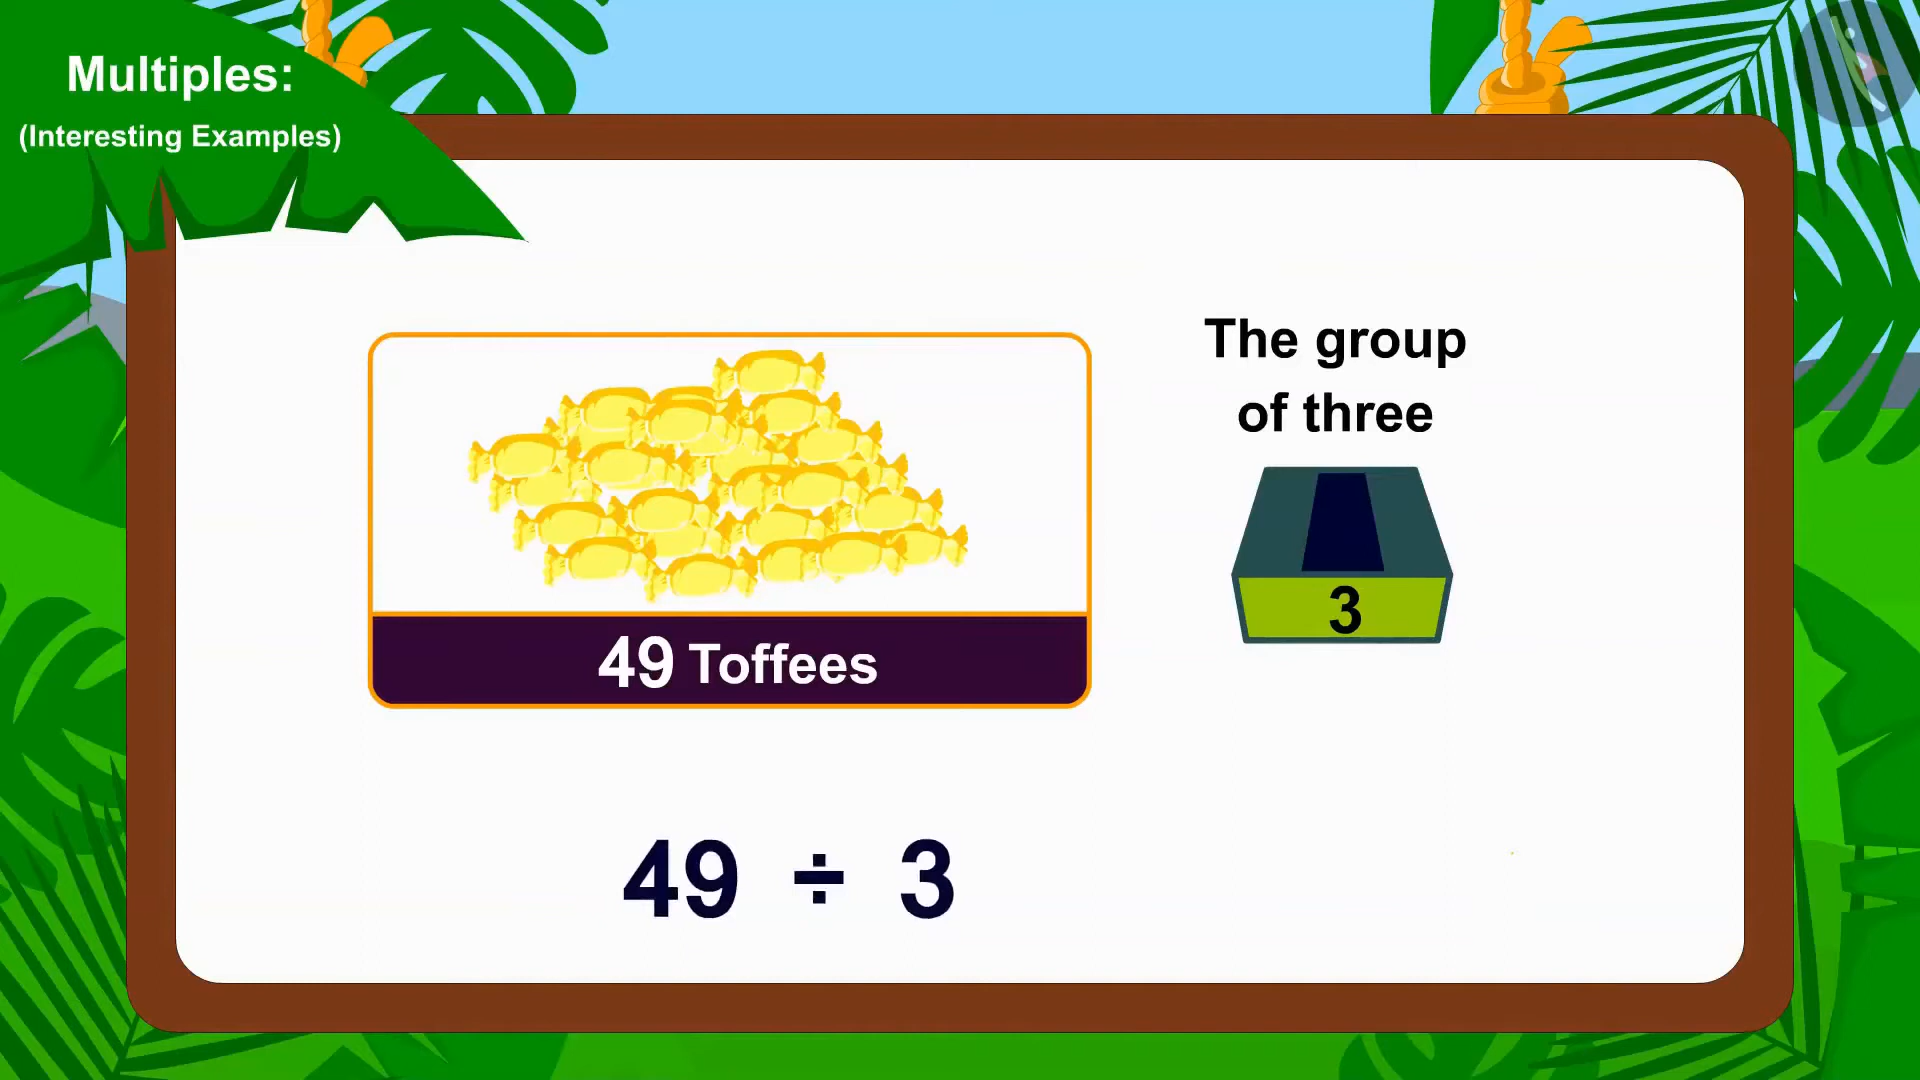 Multiples:
(Interesting Examples)
The group
of three
3
49 Toffees
49 ÷ 3